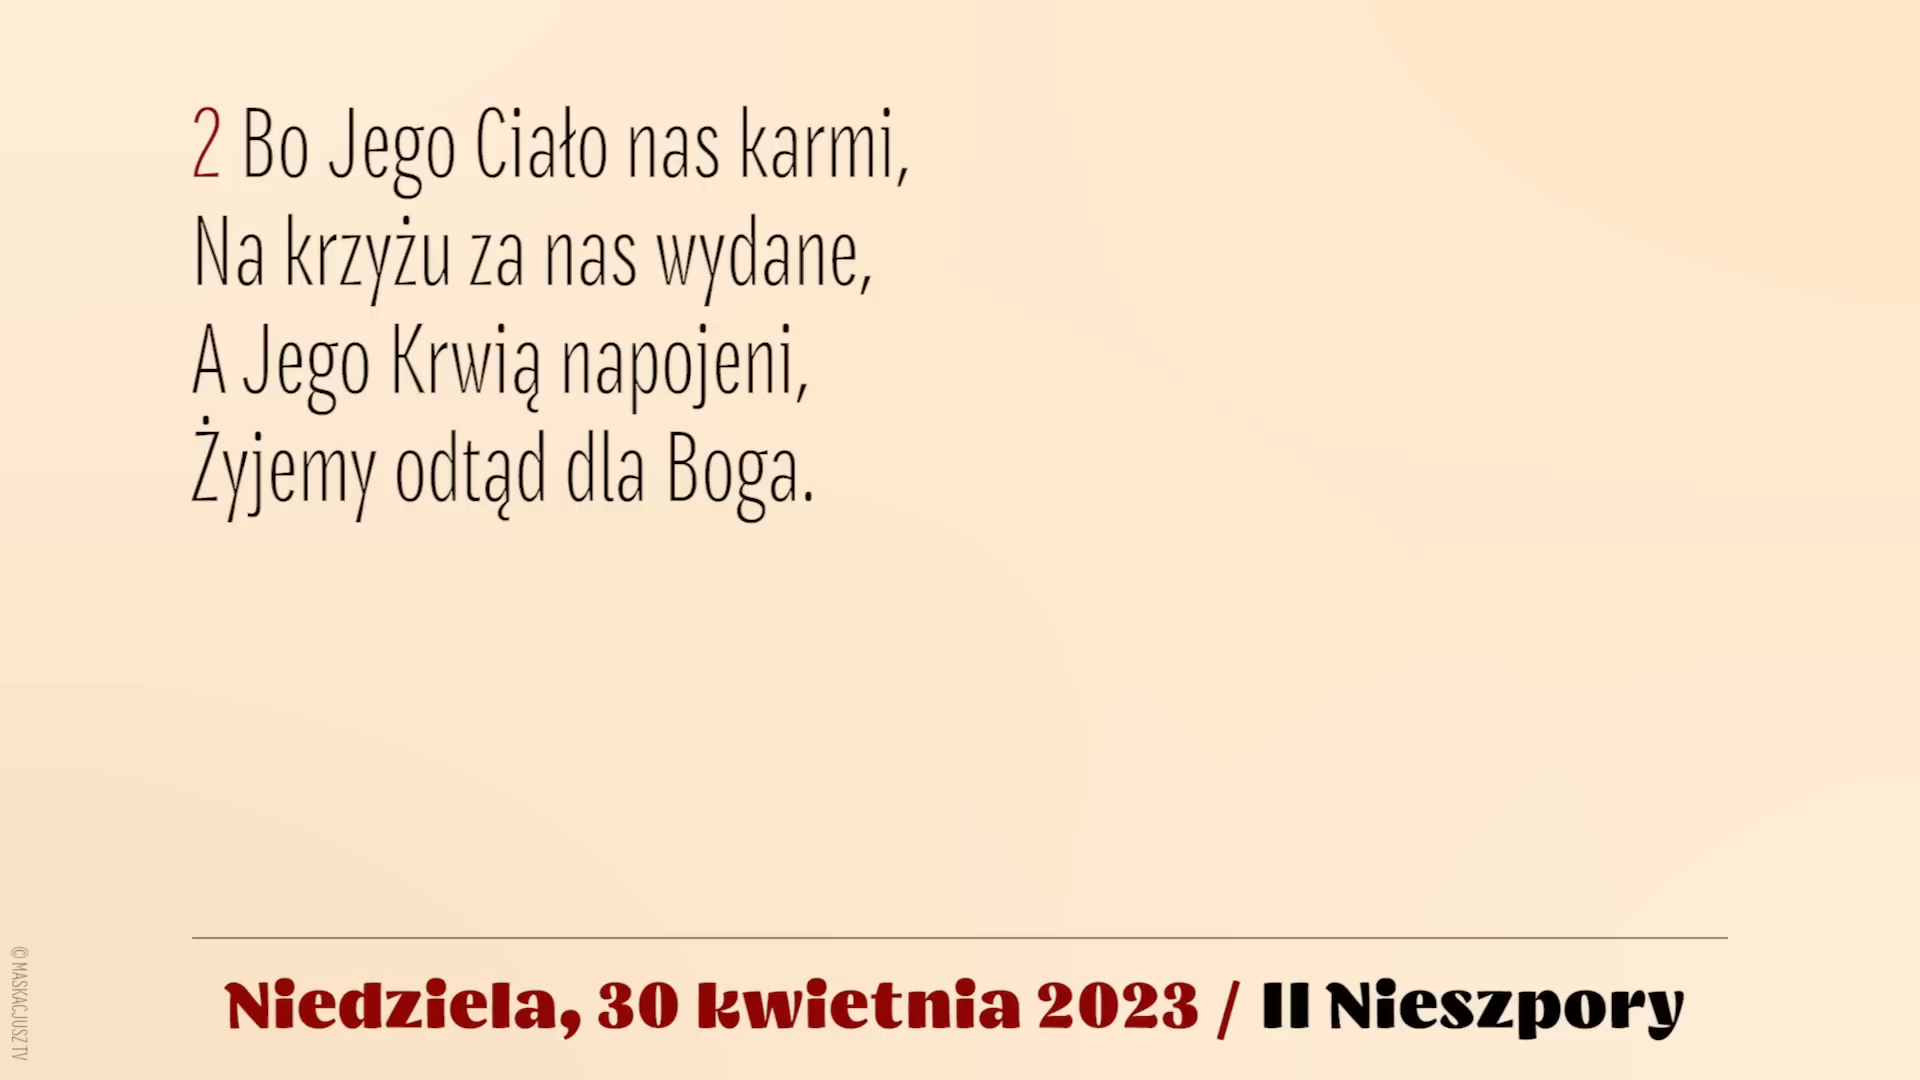 2 Bo Jego Ciało nas karmi,
Na krzyżu za nas wydane,
A Jego Krwią napojeni,
Żyjemy odtąd dla Boga.
Niedziela, 30 kwietnia 2023 / II Nieszpory
© MASKACJUSZ TV